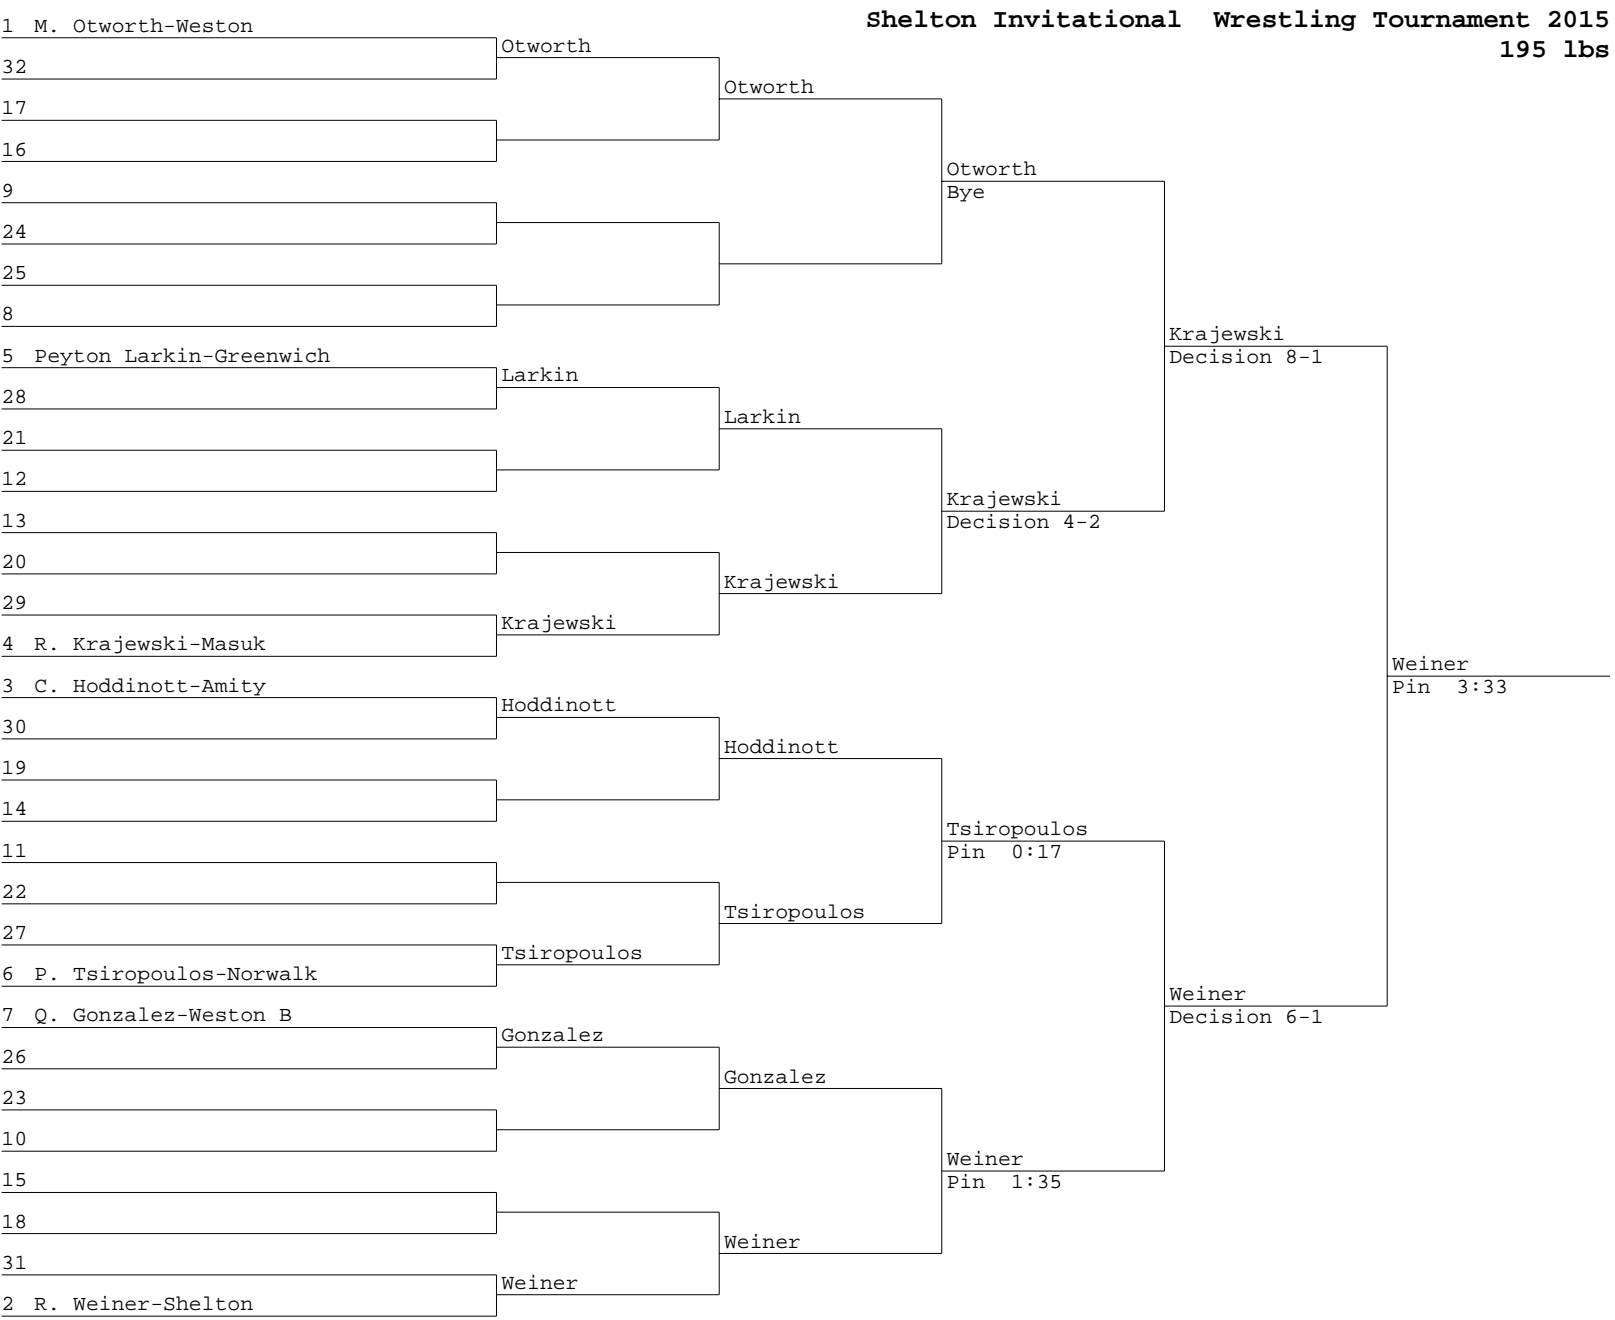 Shelton Invitational  Wrestling Tournament 2015
195 lbs
1 M. Otworth-Weston
32
17
16
9
24
25
8
5 Peyton Larkin-Greenwich
28
21
12
13
20
29
4 R. Krajewski-Masuk
3 C. Hoddinott-Amity
30
19
14
11
22
27
6 P. Tsiropoulos-Norwalk
7 Q. Gonzalez-Weston B
26
23
10
15
18
31
2 R. Weiner-Shelton
Otworth
Larkin
Krajewski
Hoddinott
Tsiropoulos
Gonzalez
Weiner
Otworth
Larkin
Krajewski
Hoddinott
Tsiropoulos
Gonzalez
Weiner
Otworth
Bye
Krajewski
Decision 4-2
Tsiropoulos
Pin 0:17
Weiner
Pin 1:35
Krajewski
Decision 8-1
Weiner
Decision 6-1
Weiner
Pin 3:33